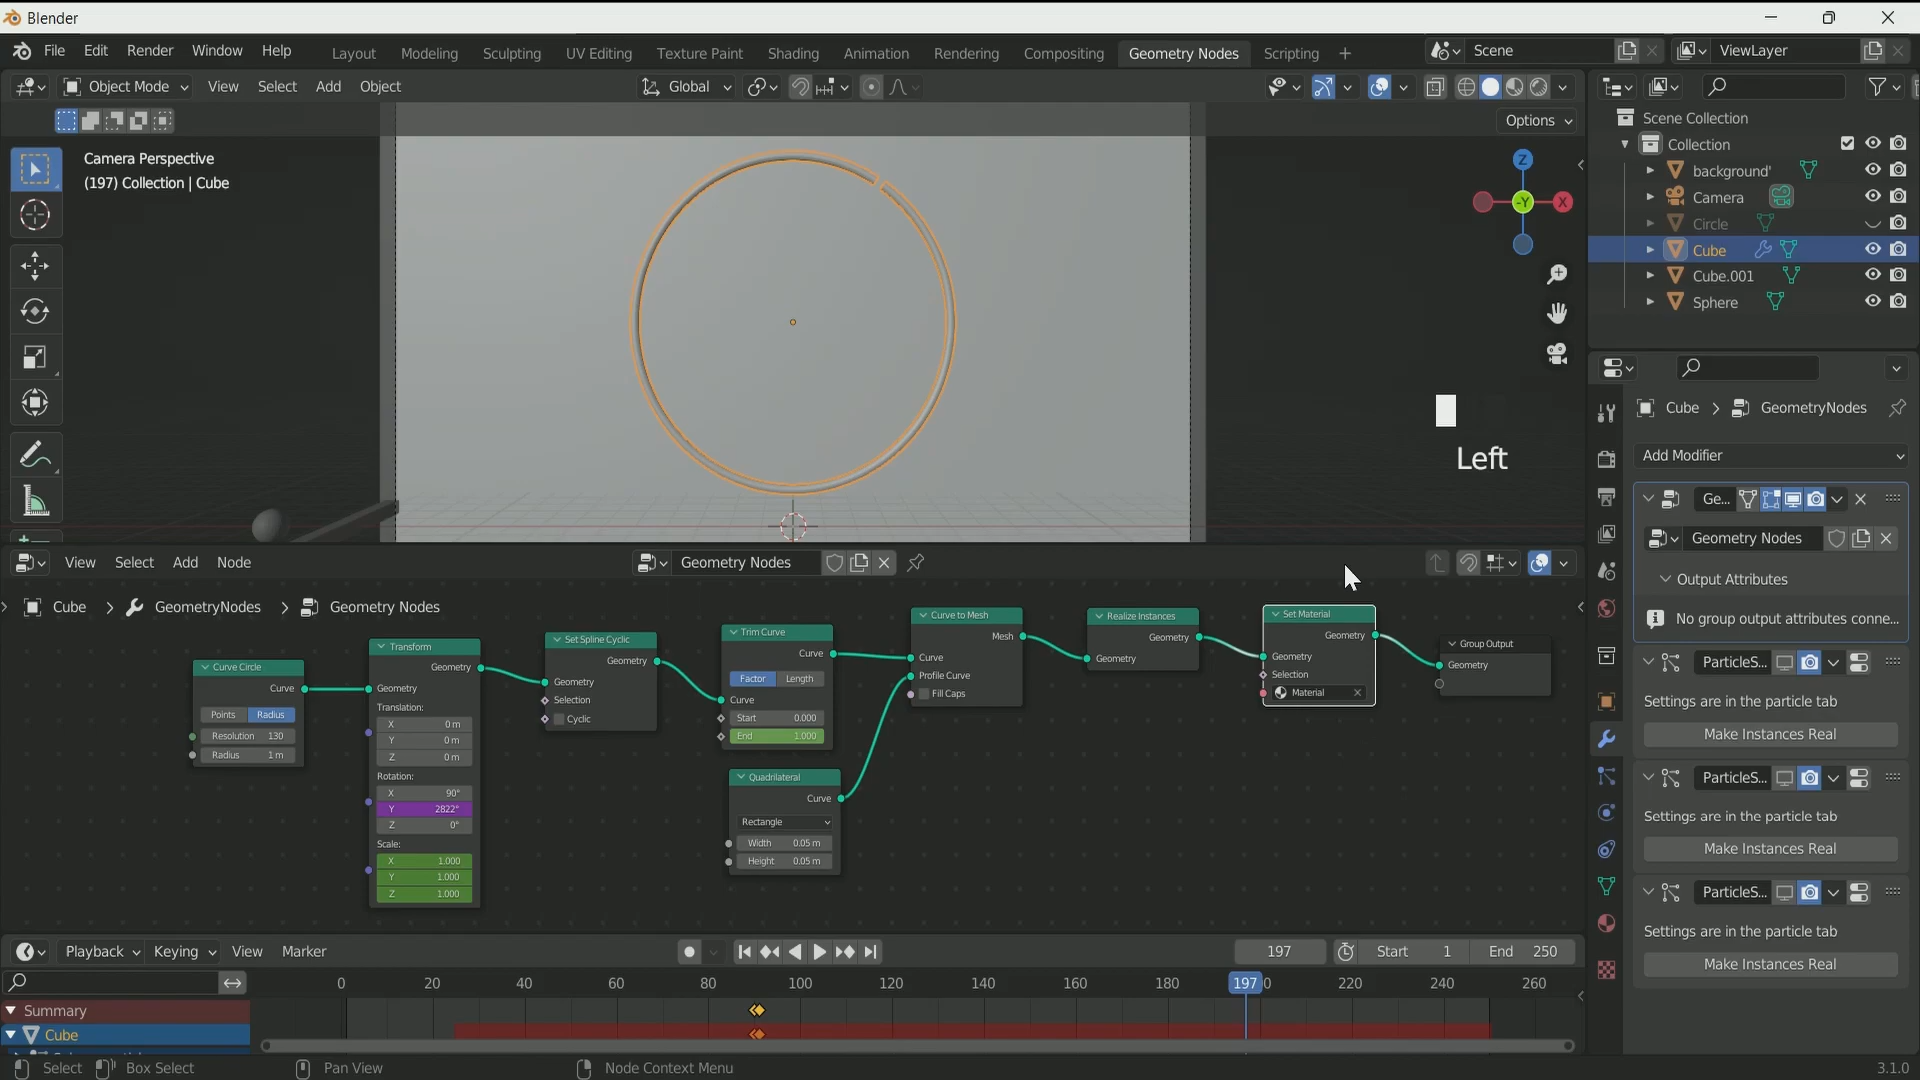 Blender
File Edit Render Window Help
Layout Modeling Sculpting UV Editing Texture Paint Shading Animation Rendering Compositing Geometry Nodes Scripting +
Scene
ViewLayer
Object Mode View Select Add Object
Global
Options
Camera Perspective
(197) Collection | Cube
Z
-Y
X
Left
Scene Collection
Collection
background'
Camera
Circle
Cube
Cube.001
Sphere
Cube > GeometryNodes
Add Modifier
Ge...
Geometry Nodes
Output Attributes
No group output attributes conne...
ParticleS...
Settings are in the particle tab
Make Instances Real
ParticleS...
Settings are in the particle tab
Make Instances Real
ParticleS...
Settings are in the particle tab
Make Instances Real
View Select Add Node
Geometry Nodes
Cube > GeometryNodes > Geometry Nodes
Curve Circle
Curve
Points Radius
Resolution 130
Radius 1 m
Transform
Geometry
Geometry
Translation:
X 0 m
Y 0 m
Z 0 m
Rotation:
X 90°
Y 2822°
Z 0°
Scale:
X 1.000
Y 1.000
Z 1.000
Set Spline Cyclic
Geometry
Geometry
Selection
Cyclic
Trim Curve
Curve
Factor Length
Curve
Start 0.000
End 1.000
Quadrilateral
Curve
Rectangle
Width 0.05 m
Height 0.05 m
Curve to Mesh
Mesh
Curve
Profile Curve
Fill Caps
Realize Instances
Geometry
Geometry
Set Material
Geometry
Geometry
Selection
Material
Group Output
Geometry
Playback Keying View Marker
197
Start 1
End 250
0 20 40 60 80 100 120 140 160 180 197 0 220 240 260
Summary
Cube
Select Box Select Pan View Node Context Menu
3.1.0